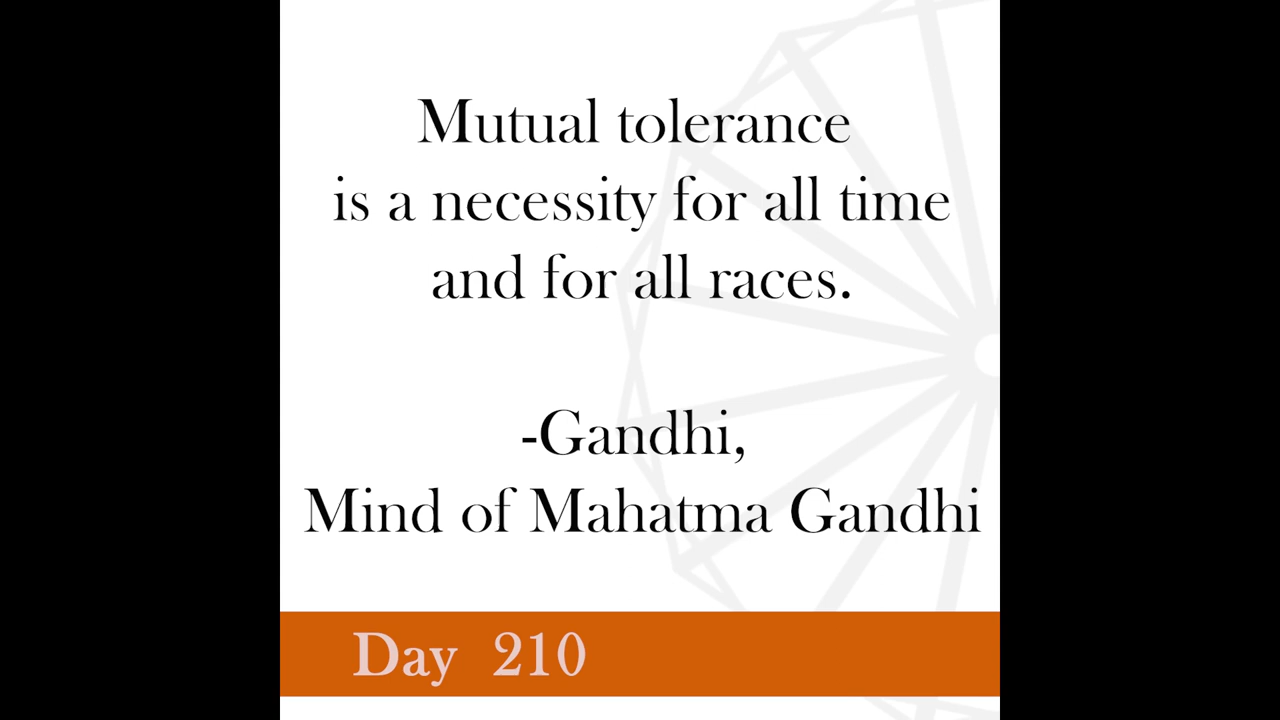 Mutual tolerance
is a necessity for all time
and for all races.
-Gandhi,
Mind of Mahatma Gandhi
Day 210